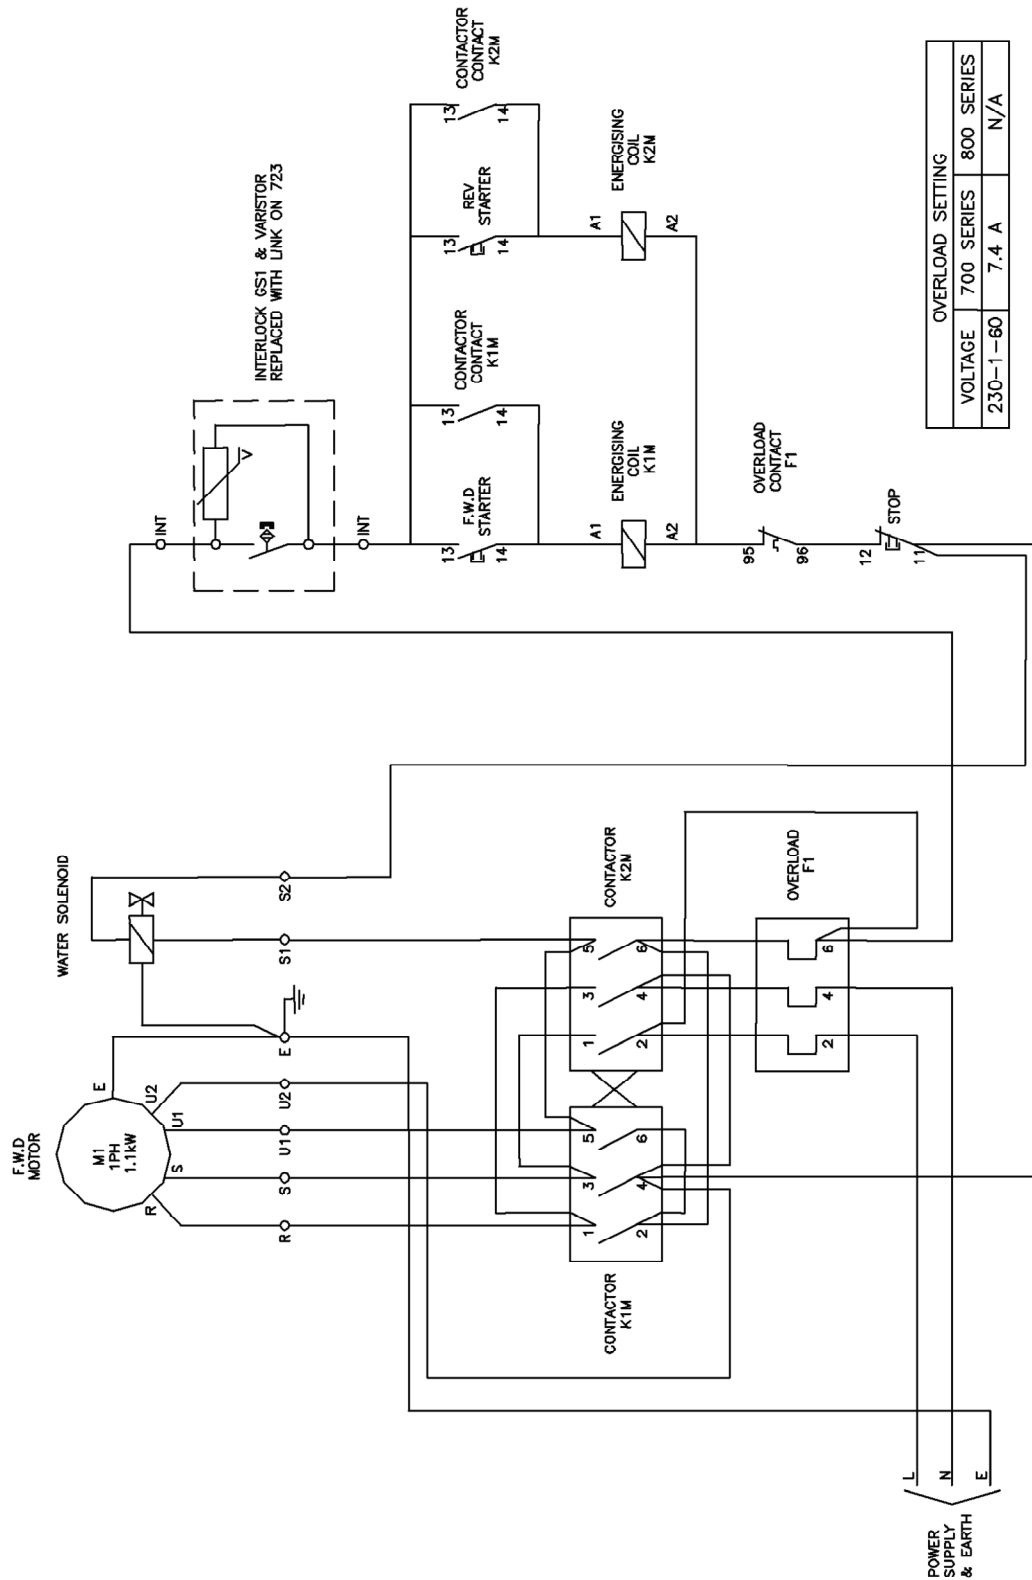 F.W.D
MOTOR
M1
1PH
1.1kW
R
S
U1
U2
E
R
S
U1
U2
E
S1
S2
WATER SOLENOID
CONTACTOR
K1M
1
3
5
2
4
6
CONTACTOR
K2M
1
3
5
2
4
6
OVERLOAD
F1
2
4
6
POWER
SUPPLY
& EARTH
L
N
E
INT
V
INT
INTERLOCK GS1 & VARISTOR
REPLACED WITH LINK ON 723
F.W.D
STARTER
13
14
CONTACTOR
CONTACT
K1M
13
14
REV
STARTER
13
14
CONTACTOR
CONTACT
K2M
13
14
ENERGISING
COIL
K1M
A1
A2
ENERGISING
COIL
K2M
A1
A2
OVERLOAD
CONTACT
F1
95
96
STOP
12
11
OVERLOAD SETTING
VOLTAGE 700 SERIES 800 SERIES
230-1-60 7.4 A N/A